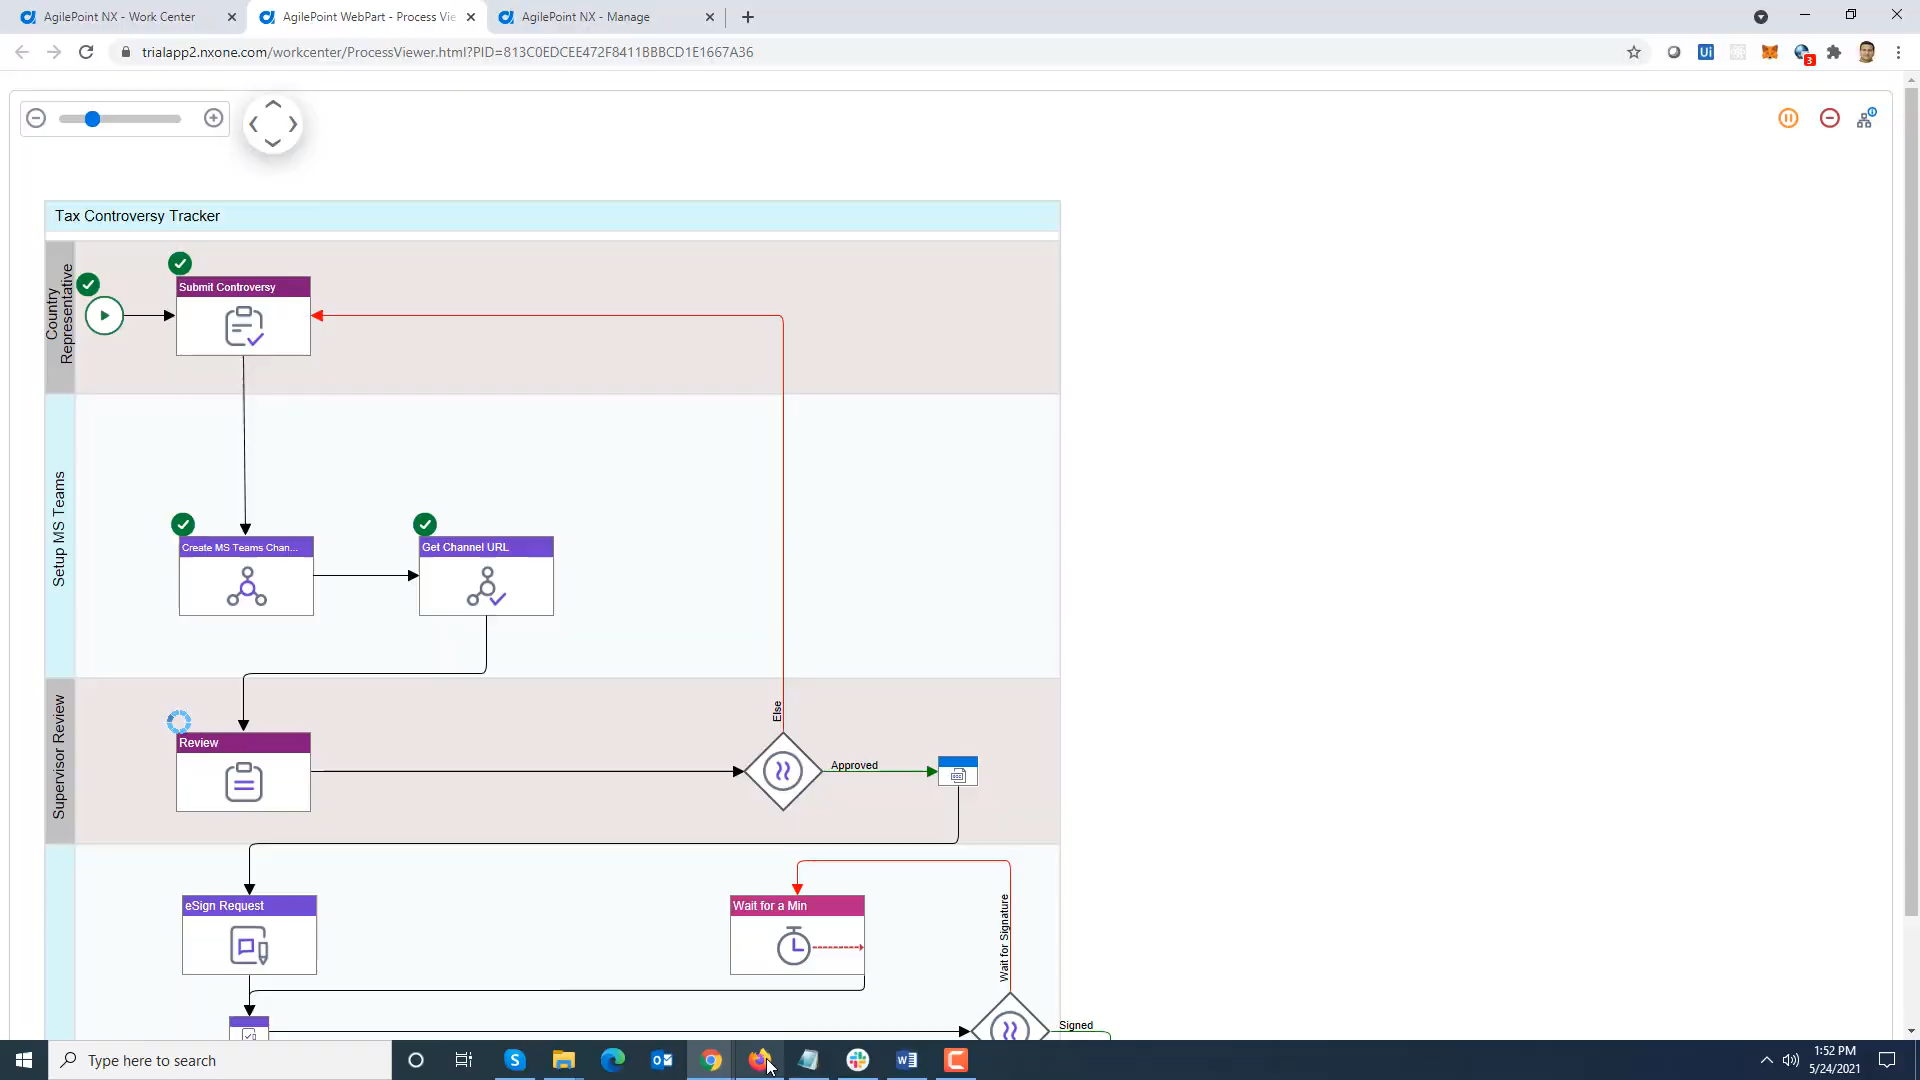 AgilePoint NX - Work Center
AgilePoint WebPart - Process Vie
AgilePoint NX - Manage
trialapp2.nxone.com/workcenter/ProcessViewer.html?PID=813C0EDCEE472F8411BBBCD1E1667A36
Ui
3
Tax Controversy Tracker
Country
Representative
Submit Controversy
Setup MS Teams
Create MS Teams Chan...
Get Channel URL
Supervisor Review
Review
Else
Approved
eSign Request
Wait for a Min
Wait for Signature
Signed
Type here to search
1:52 PM
5/24/2021